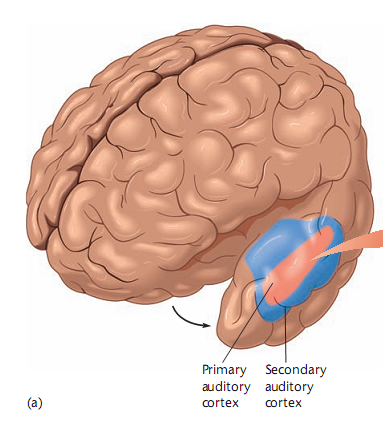 Primary
auditory
cortex
Secondary
auditory
cortex
(a)